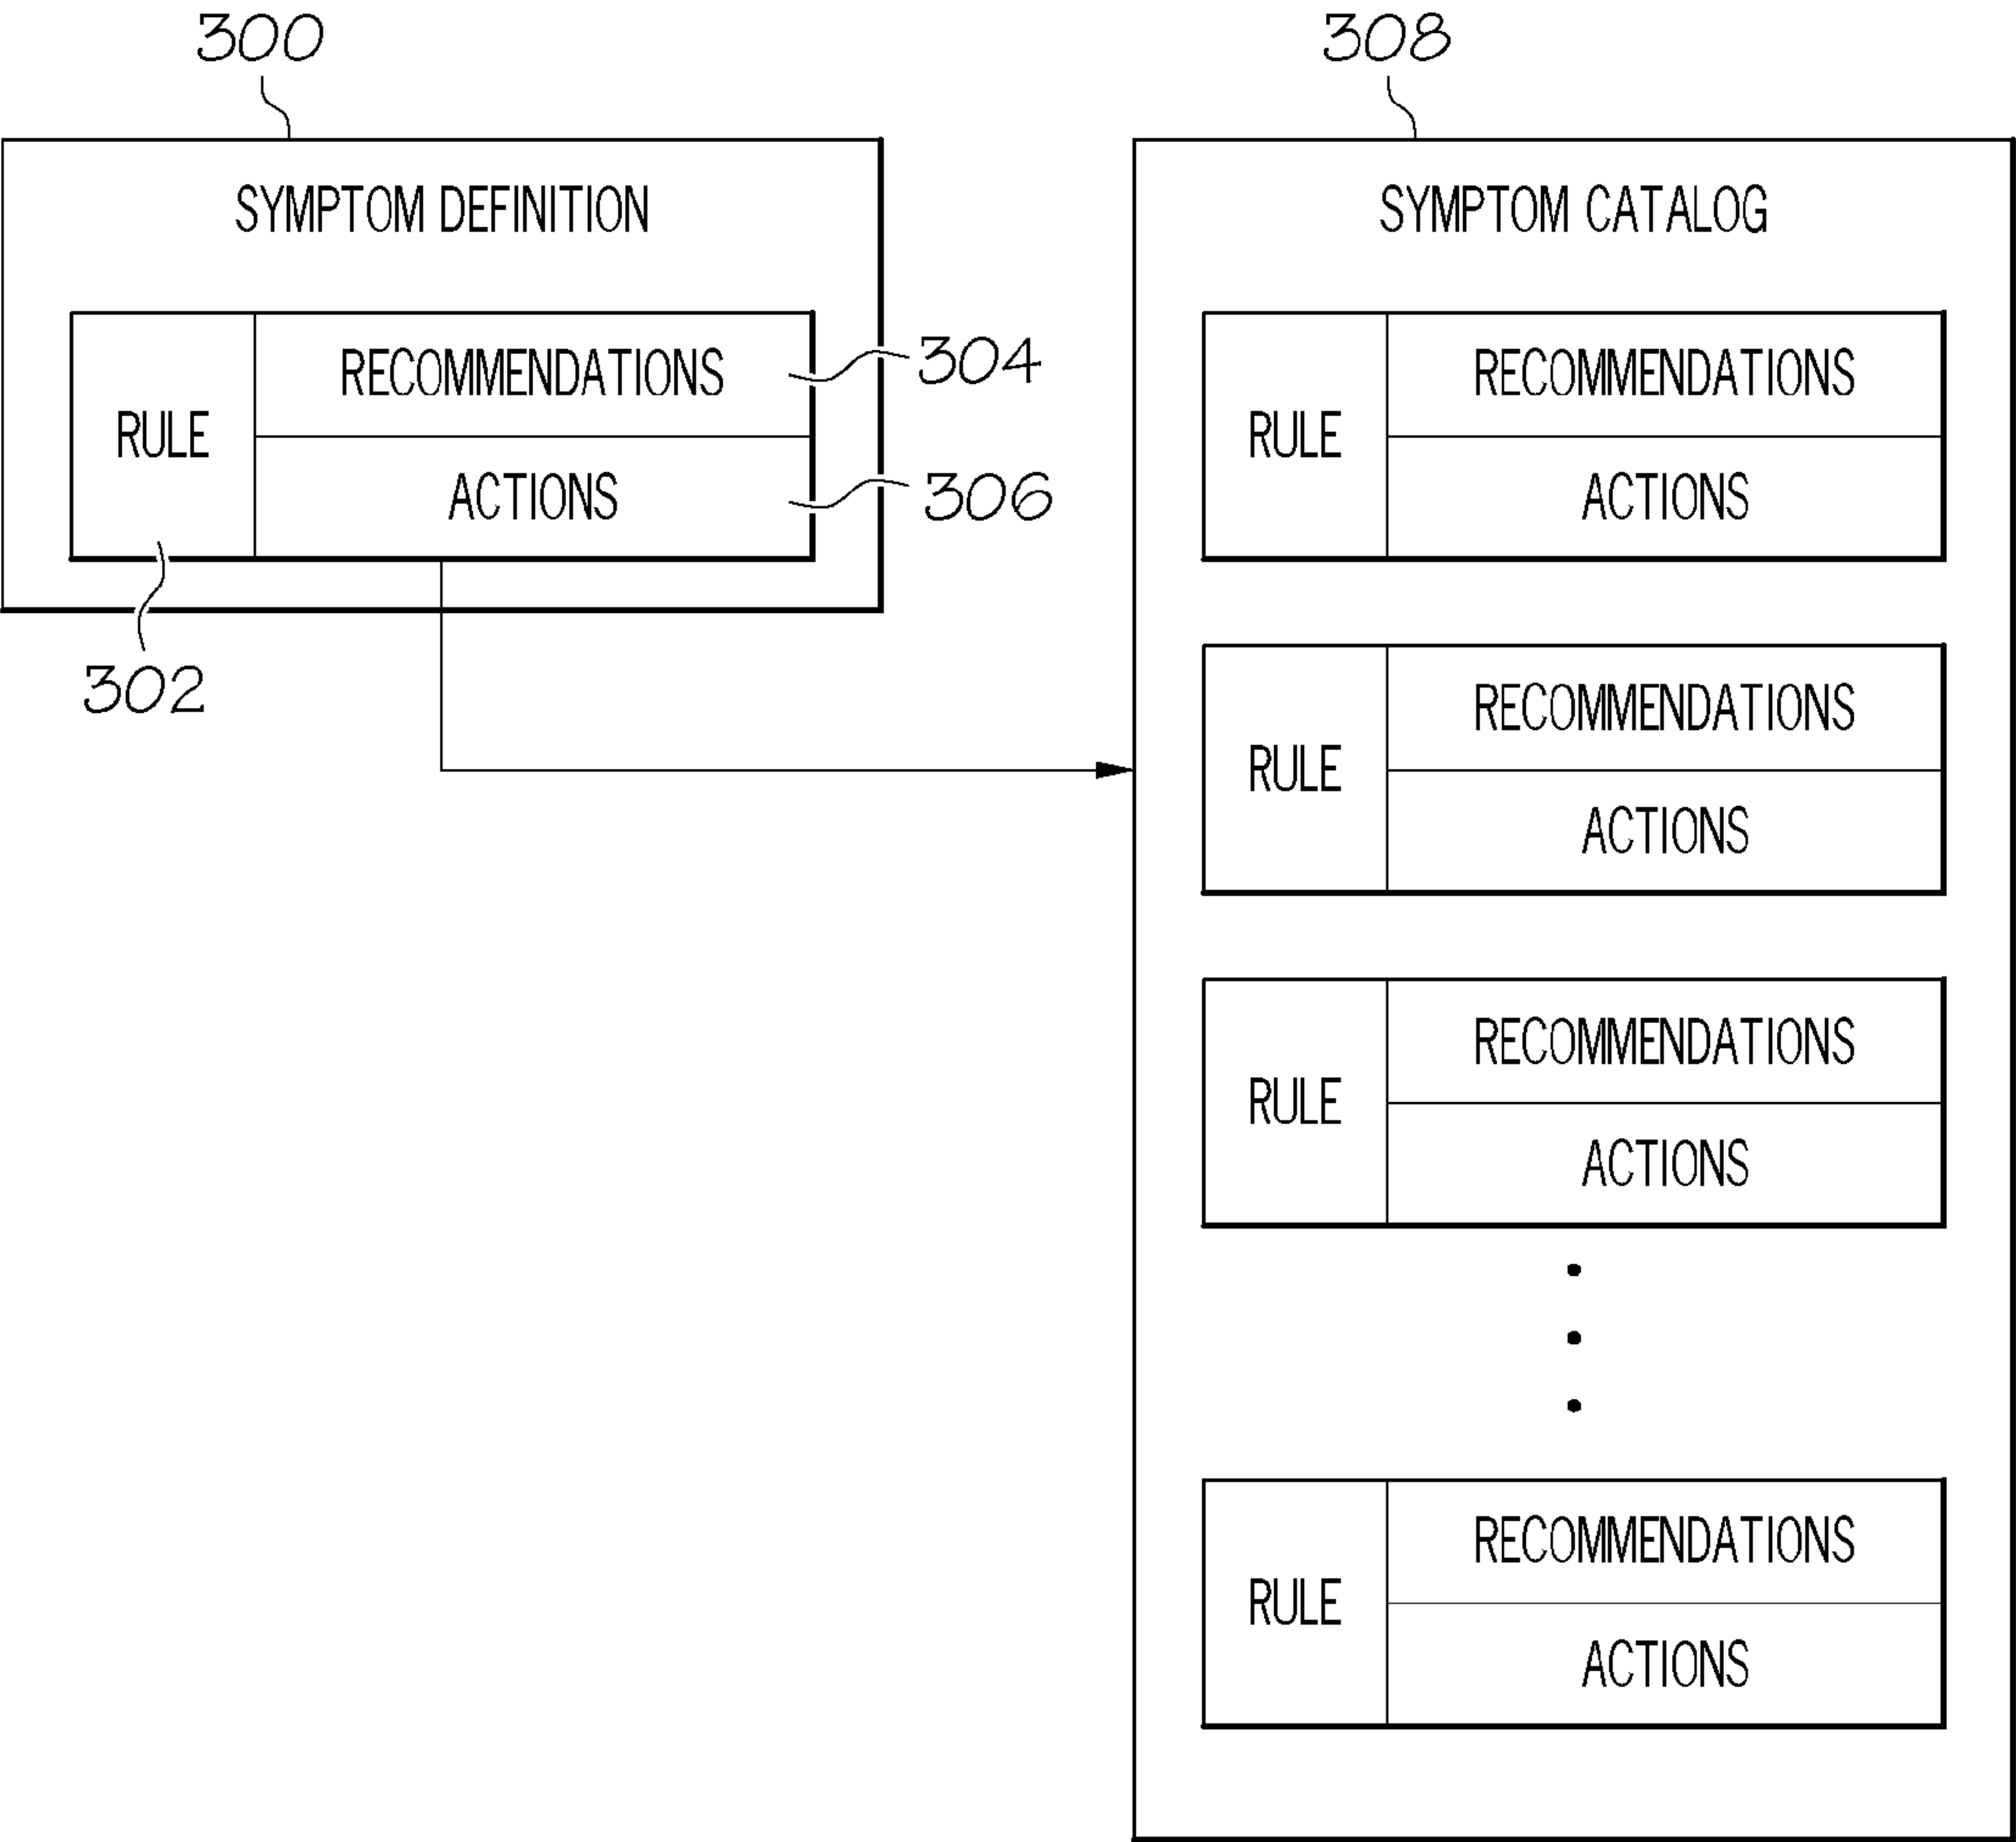 300
SYMPTOM DEFINITION
RECOMMENDATIONS
304
RULE
ACTIONS
306
302
308
SYMPTOM CATALOG
RECOMMENDATIONS
RULE
ACTIONS
RECOMMENDATIONS
RULE
ACTIONS
RECOMMENDATIONS
RULE
ACTIONS
RECOMMENDATIONS
RULE
ACTIONS